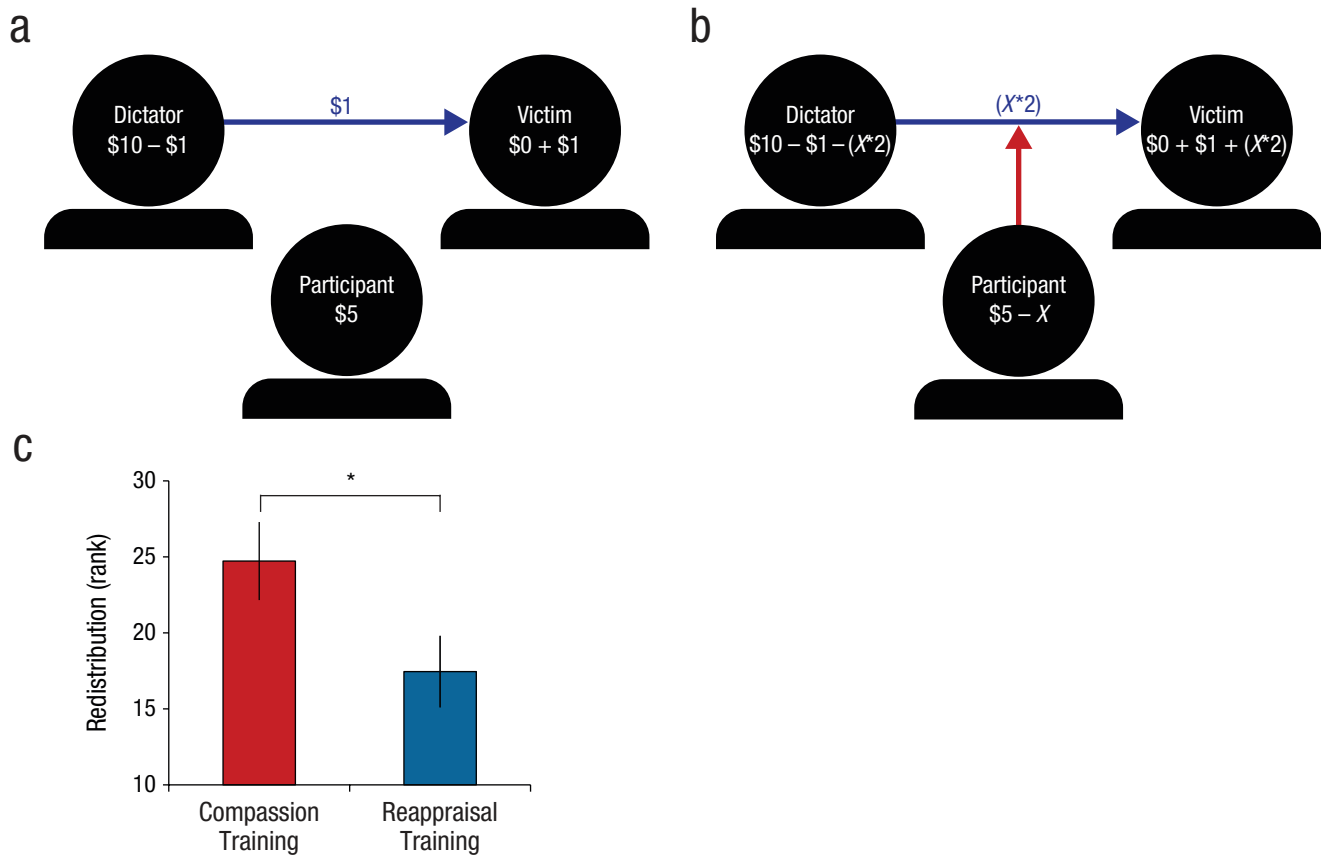 a
Dictator
$10 – $1
$1
Victim
$0 + $1
Participant
$5
b
Dictator
$10 – $1 – (X*2)
(X*2)
Victim
$0 + $1 + (X*2)
Participant
$5 – X
c
Redistribution (rank)
30
25
20
15
10
*
Compassion
Training
Reappraisal
Training